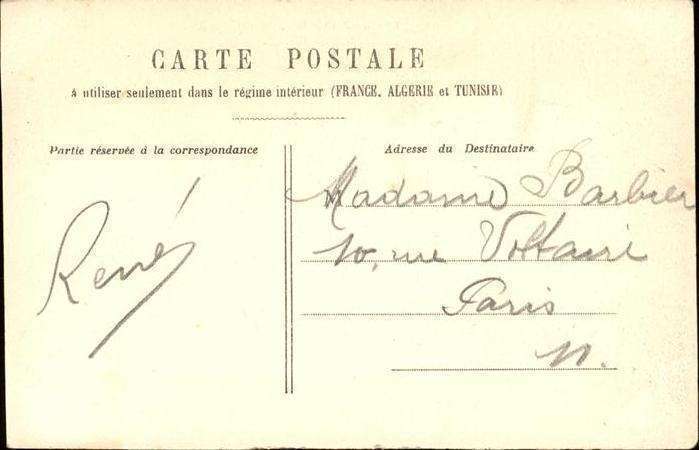 CARTE POSTALE
à utiliser seulement dans le régime intérieur (FRANCE, ALGERIE et TUNISIE)
Partie réservée à la correspondance
René
Adresse du Destinataire
Madame Barbier
10, rue Voltaire
Paris